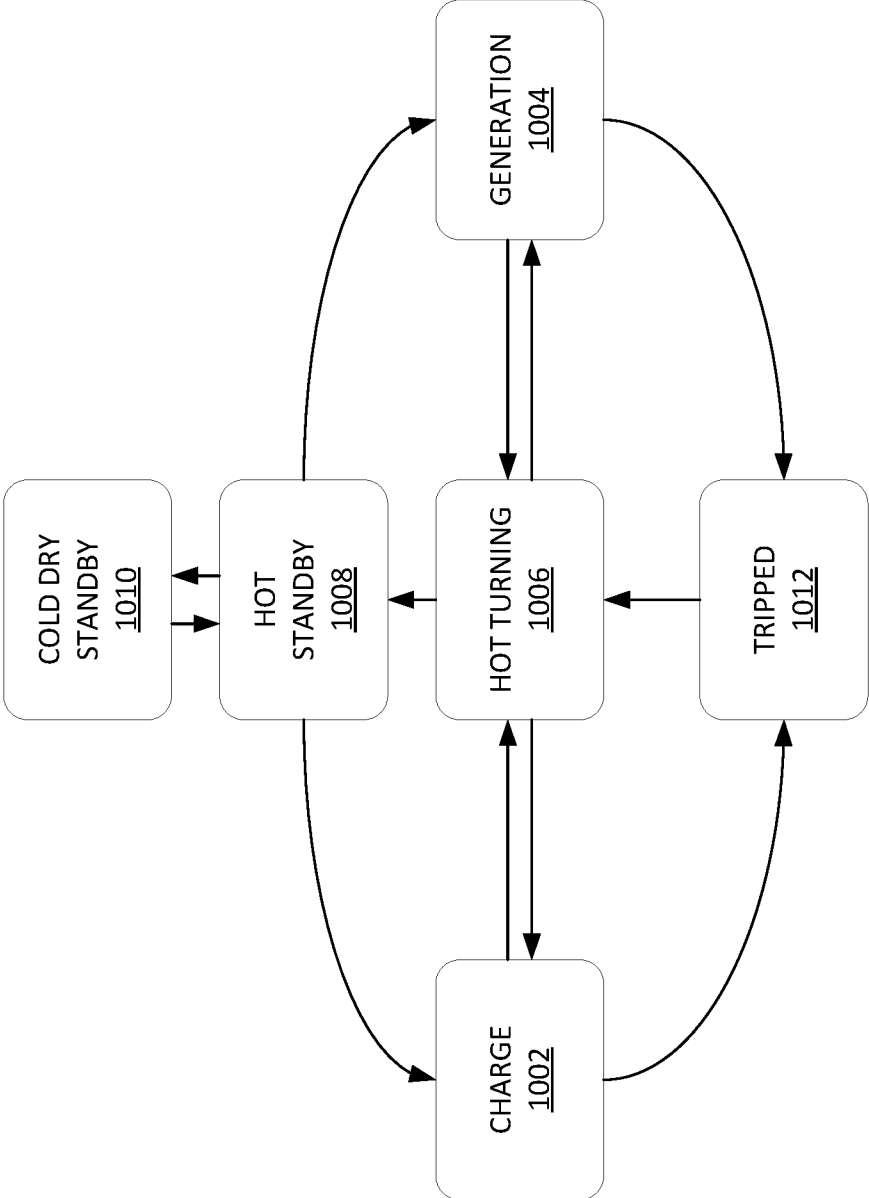 COLD DRY
STANDBY
1010
HOT
STANDBY
1008
CHARGE
1002
HOT TURNING
1006
GENERATION
1004
TRIPPED
1012